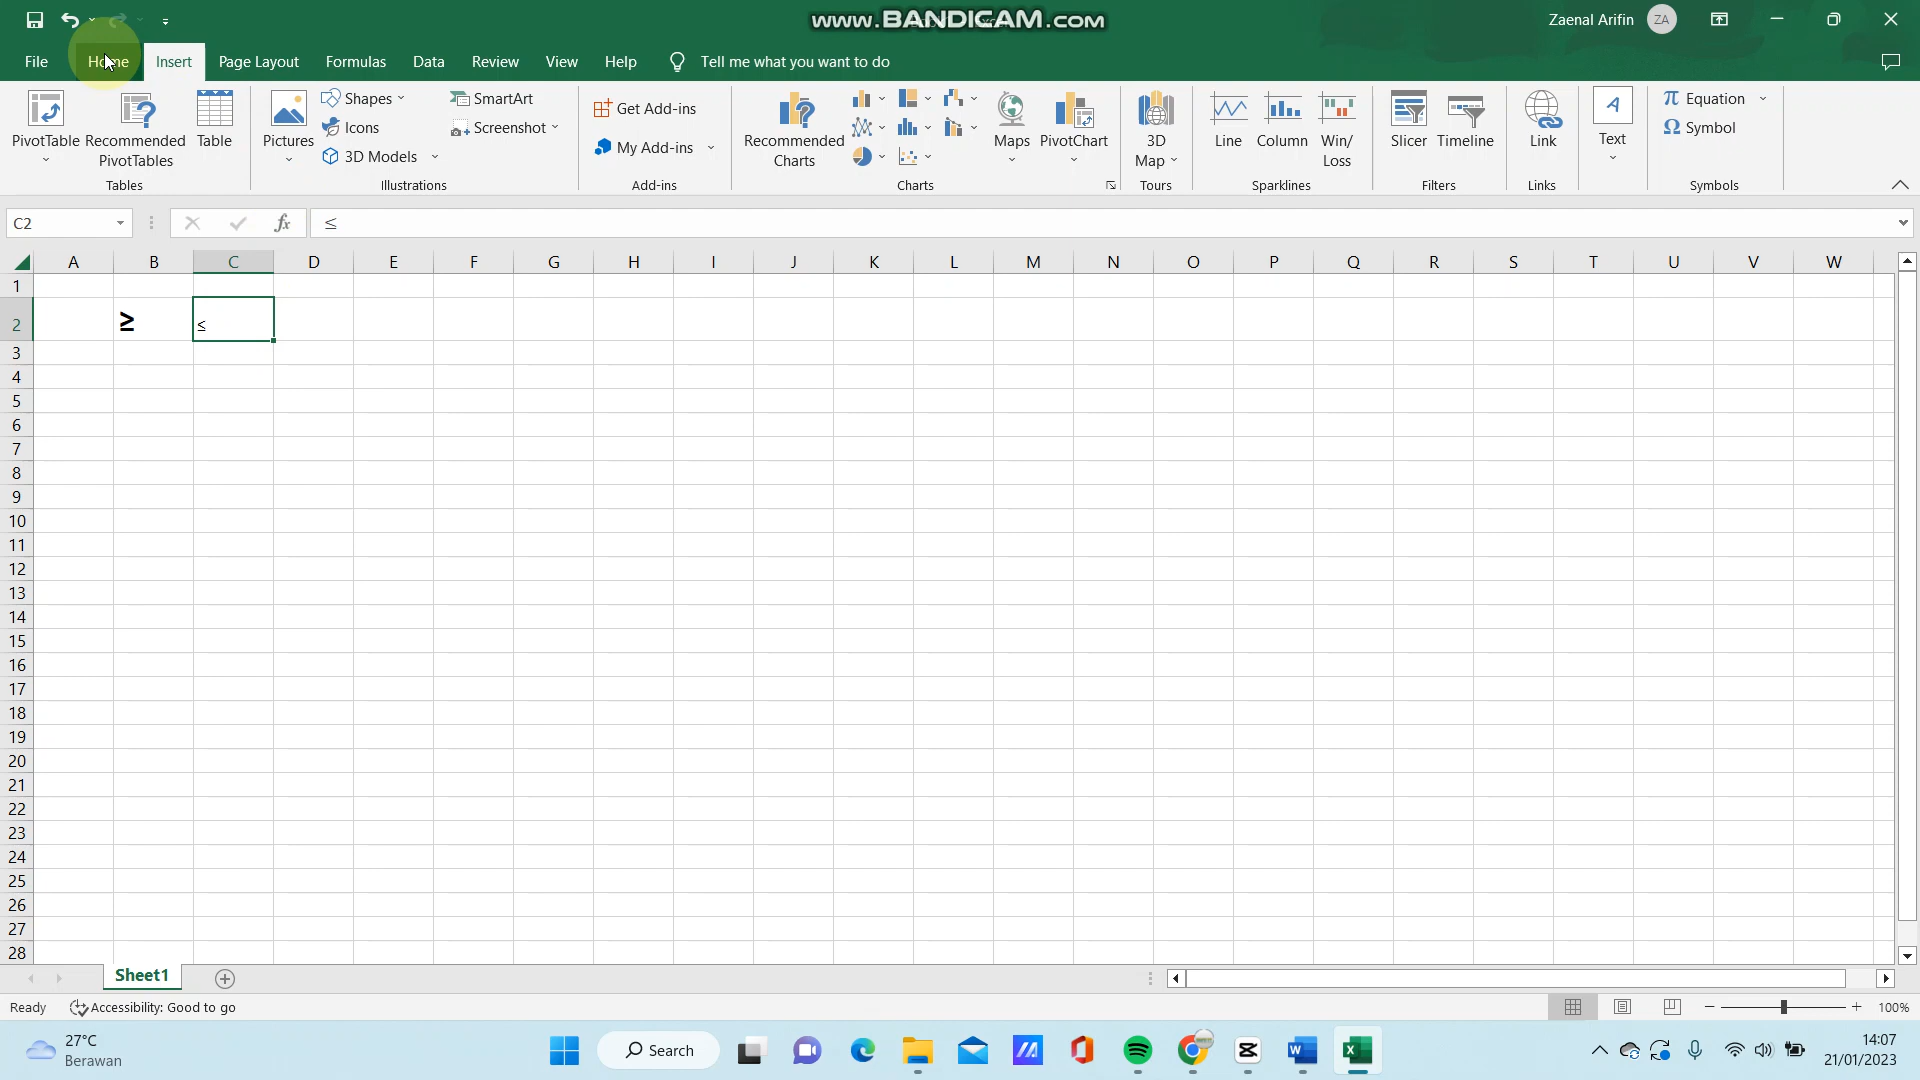 WWW.BANDICAM.COM
Zaenal Arifin ZA
File Home Insert Page Layout Formulas Data Review View Help Tell me what you want to do
PivotTable
Recommended
PivotTables
Table
Tables
Pictures
Shapes
Icons
3D Models
SmartArt
Screenshot
Illustrations
Get Add-ins
My Add-ins
Add-ins
Recommended
Charts
Maps
PivotChart
Charts
3D
Map
Tours
Line
Column
Win/
Loss
Sparklines
Slicer
Timeline
Filters
Link
Links
A
Text
π Equation
Ω Symbol
Symbols
C2 fx ≤
A B C D E F G H I J K L M N O P Q R S T U V W
1
2 ≥ ≤
3
4
5
6
7
8
9
10
11
12
13
14
15
16
17
18
19
20
21
22
23
24
25
26
27
28
Sheet1
Ready Accessibility: Good to go 100%
27°C
Berawan
Search
14:07
21/01/2023